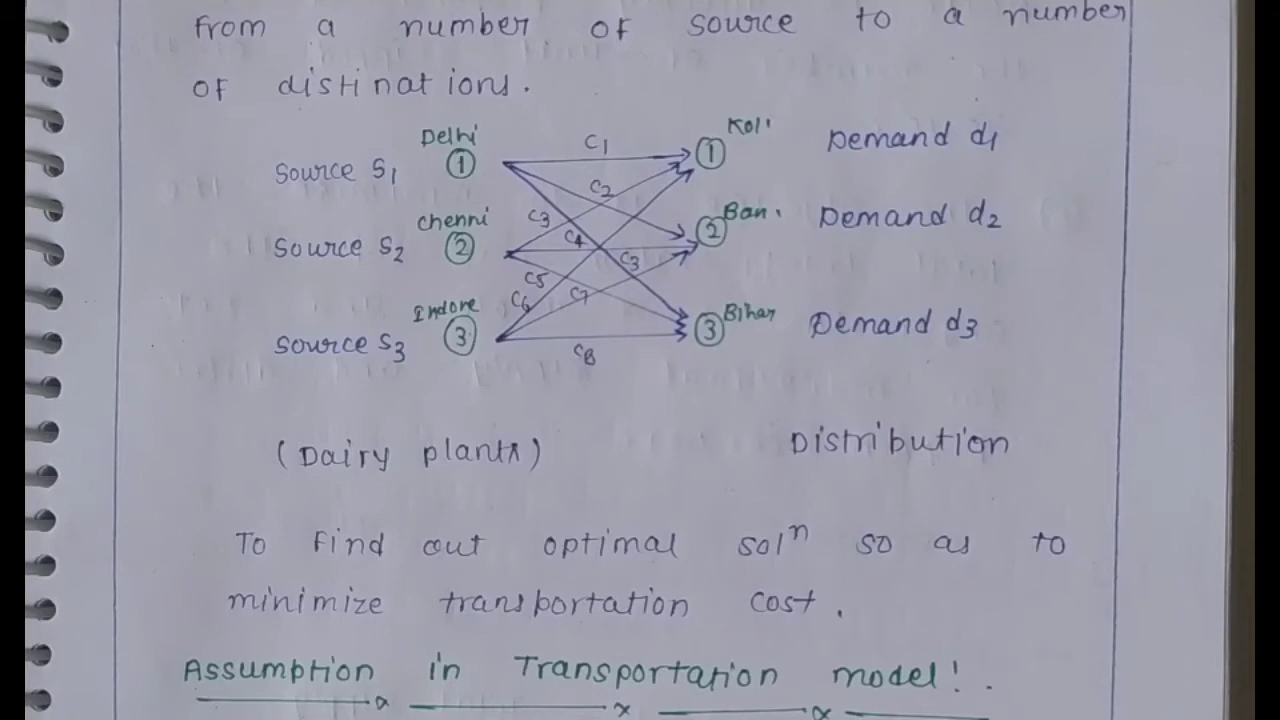 from a number of source to a number
of distinations.
Source S1 Delhi 1 C1 1 Kol' Demand d1
C2
Source S2 Chenni 2 C3 C4 C3 2 Ban. Demand d2
C5 C6 C7
Source S3 Indore 3 C8 3 Bihar Demand d3
(Dairy plants) Distribution
To find out optimal solⁿ so as to
minimize transportation cost.
Assumption in Transportation model!.